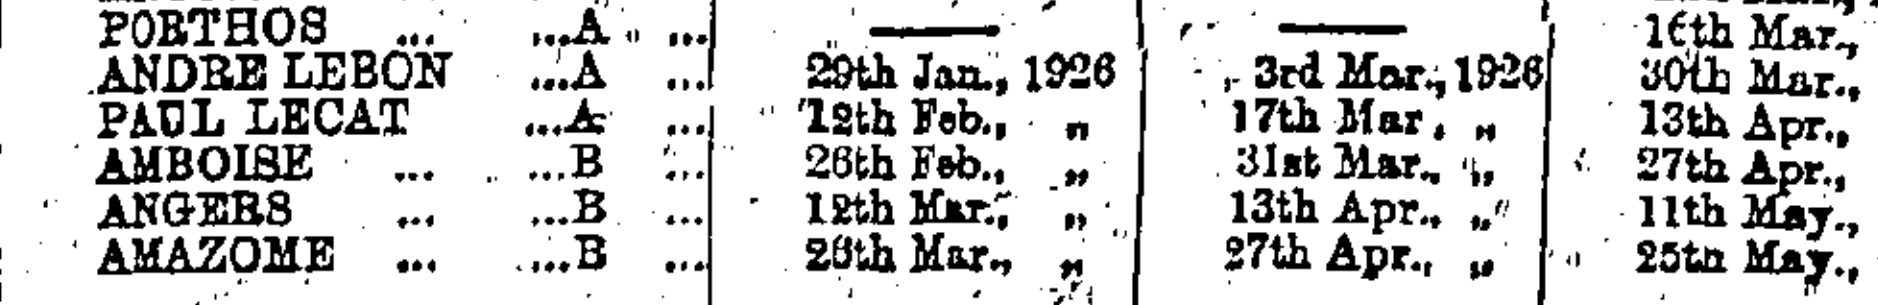 PORTHOS ... ...A ... —— —— 16th Mar.,
ANDRE LEBON ...A ... 29th Jan., 1926 3rd Mar., 1926 30th Mar.,
PAUL LECAT ...A ... 12th Feb., „ 17th Mar. „ 13th Apr.,
AMBOISE ... ...B ... 26th Feb., „ 31st Mar., „ 27th Apr.,
ANGERS ... ...B ... 12th Mar., „ 13th Apr., „ 11th May.,
AMAZOME ... ...B ... 26th Mar., „ 27th Apr., „ 25th May.,